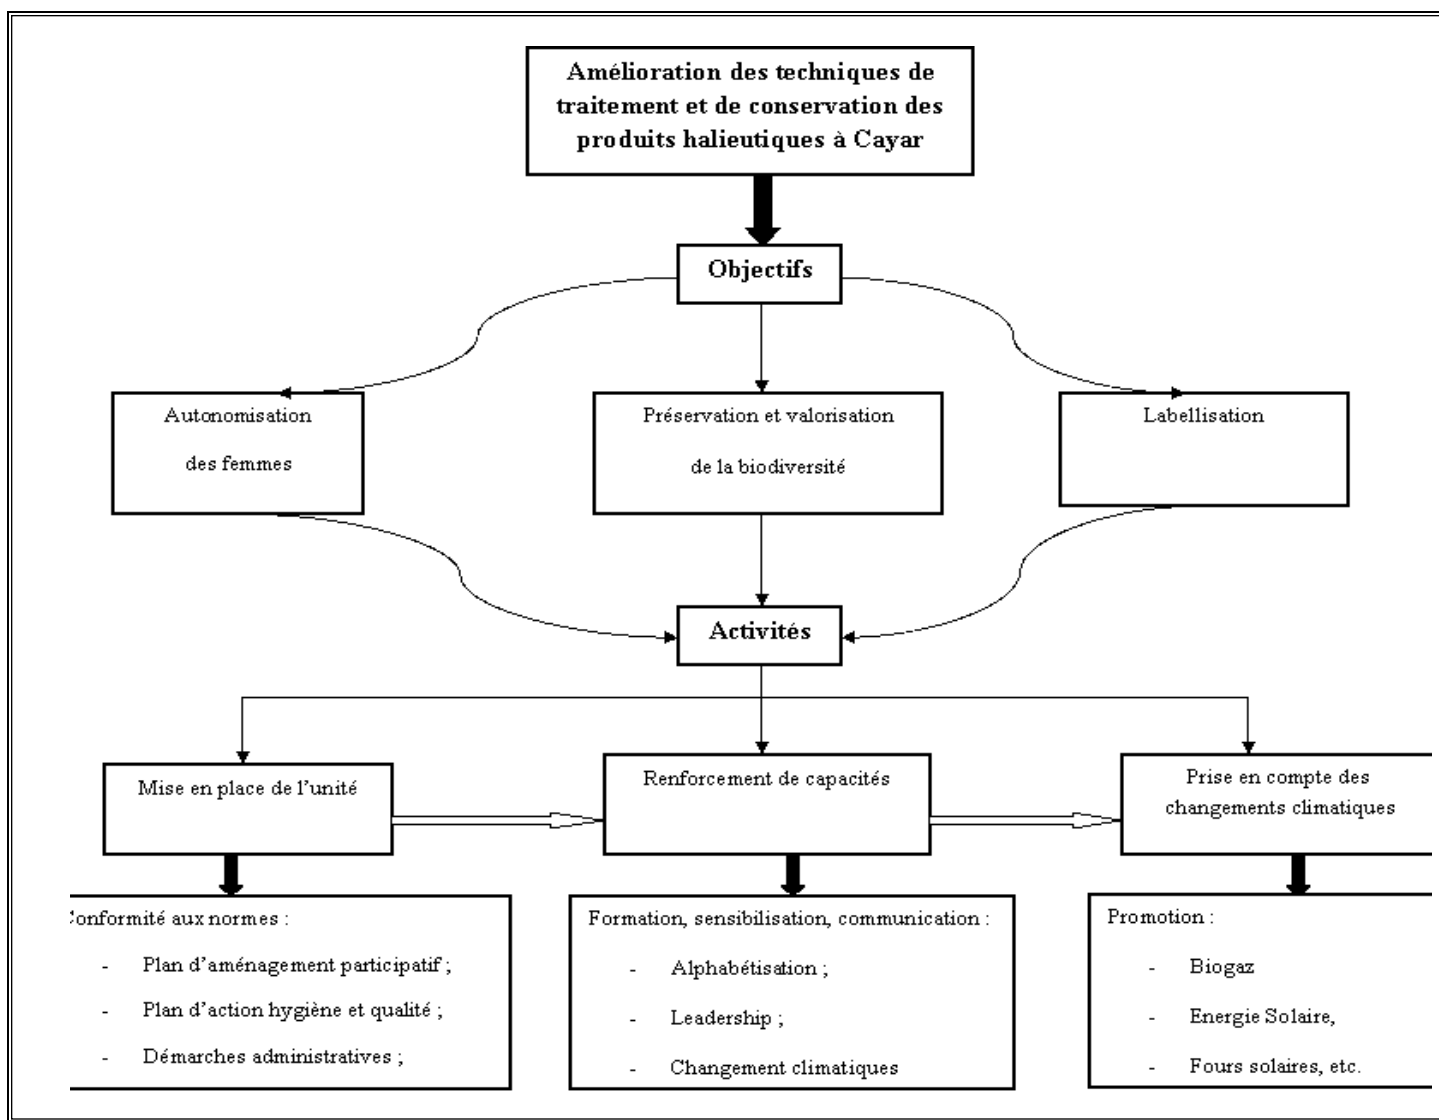 Amélioration des techniques de
traitement et de conservation des
produits halieutiques à Cayar
Objectifs
Autonomisation
des femmes
Préservation et valorisation
de la biodiversité
Labellisation
Activités
Mise en place de l’unité
Renforcement de capacités
Prise en compte des
changements climatiques
onformité aux normes :
- Plan d’aménagement participatif ;
- Plan d’action hygiène et qualité ;
- Démarches administratives ;
Formation, sensibilisation, communication :
- Alphabétisation ;
- Leadership ;
- Changement climatiques
Promotion :
- Biogaz
- Energie Solaire,
- Fours solaires, etc.